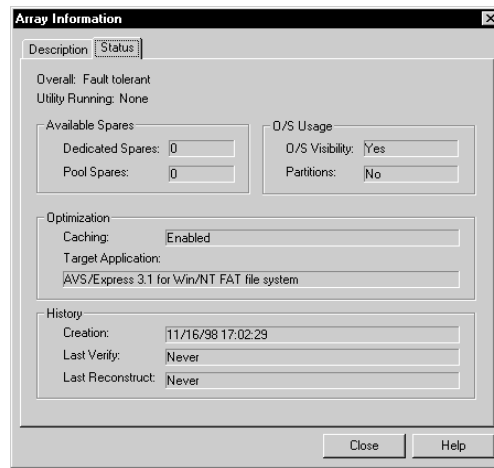 Array Information
Description Status
Overall: Fault tolerant
Utility Running: None
Available Spares
Dedicated Spares: 0
Pool Spares: 0
O/S Usage
O/S Visibility: Yes
Partitions: No
Optimization
Caching: Enabled
Target Application:
AVS/Express 3.1 for Win/NT FAT file system
History
Creation: 11/16/98 17:02:29
Last Verify: Never
Last Reconstruct: Never
Close Help